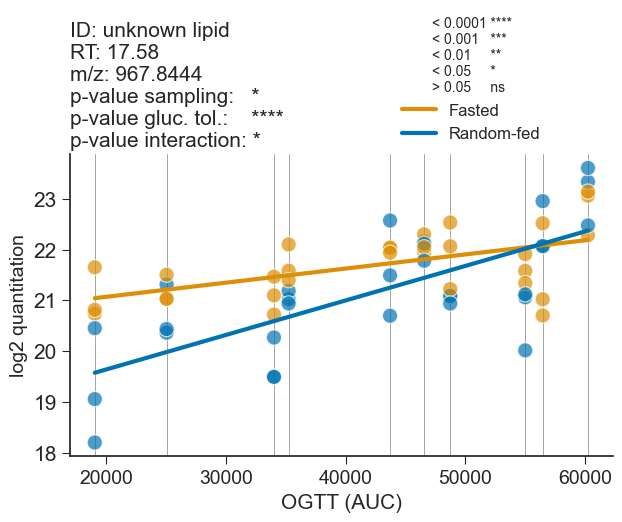 ID: unknown lipid
RT: 17.58
m/z: 967.8444
p-value sampling: *
p-value gluc. tol.: ****
p-value interaction: *
< 0.0001 ****
< 0.001 ***
< 0.01 **
< 0.05 *
> 0.05 ns
Fasted
Random-fed
log2 quantitation
23
22
21
20
19
18
20000 30000 40000 50000 60000
OGTT (AUC)